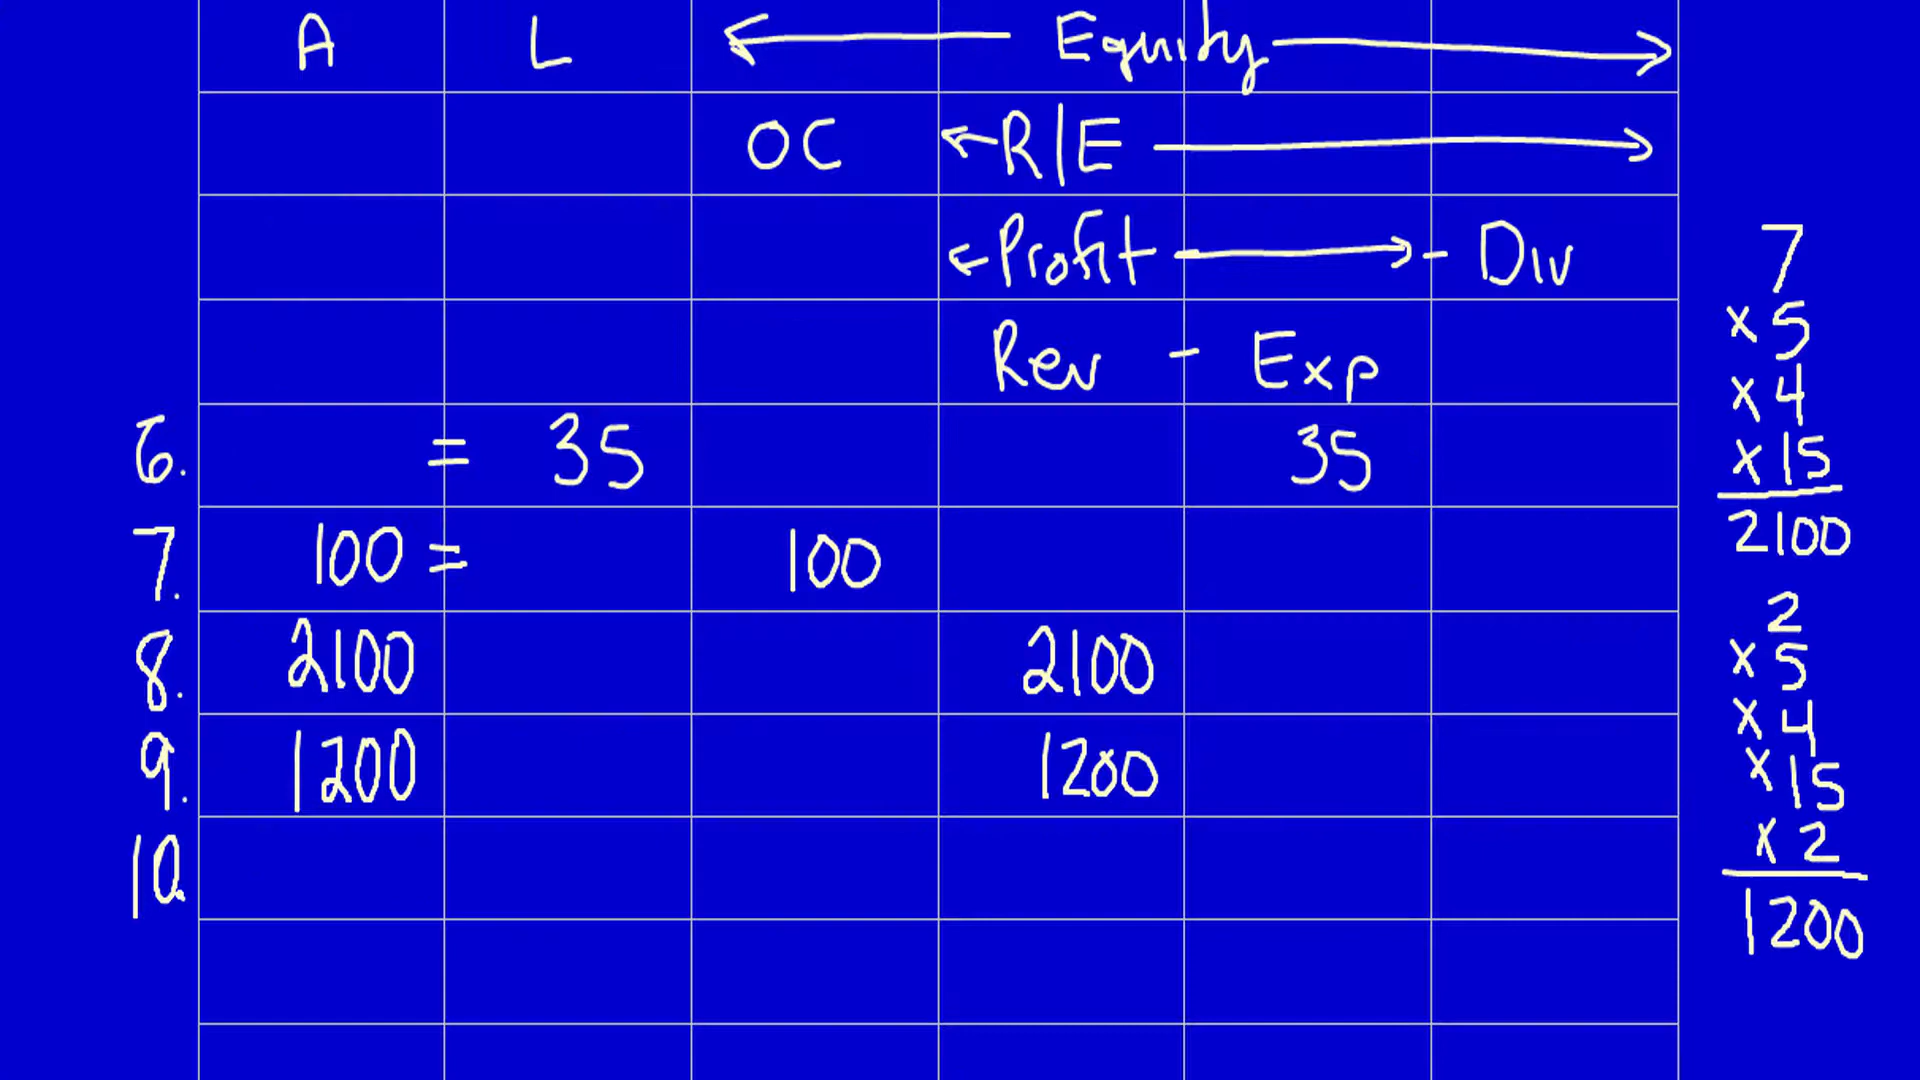 A L ← Equity →
OC ←R/E →
←Profit → - Div
Rev - Exp
6. = 35 35
7. 100 = 100
8. 2100 2100
9. 1200 1200
10.
7
x 5
x 4
x 15
2100
2
x 5
x 4
x 15
x 2
1200